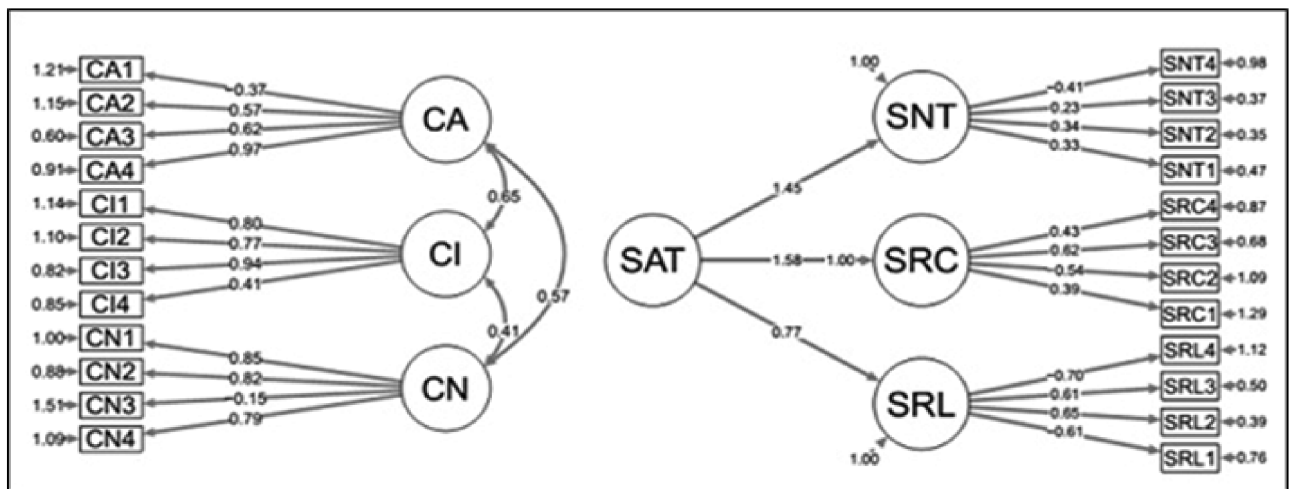 1.21 CA1
-0.37
1.15 CA2
0.57
0.60 CA3
0.62
0.91 CA4
0.97
CA
1.14 CI1
0.80
1.10 CI2
0.77
0.82 CI3
0.94
0.85 CI4
0.41
CI
1.00 CN1
0.85
0.88 CN2
0.82
1.51 CN3
-0.15
1.09 CN4
0.79
CN
0.65
0.57
0.41
SAT
1.45
1.58
0.77
1.00
SNT
-0.41
SNT4 0.98
0.23
SNT3 0.37
0.34
SNT2 0.35
0.33
SNT1 0.47
1.00
SRC
0.43
SRC4 0.87
0.62
SRC3 0.68
0.54
SRC2 1.09
0.39
SRC1 1.29
SRL
1.00
-0.70
SRL4 1.12
0.61
SRL3 0.50
0.65
SRL2 0.39
-0.61
SRL1 0.76